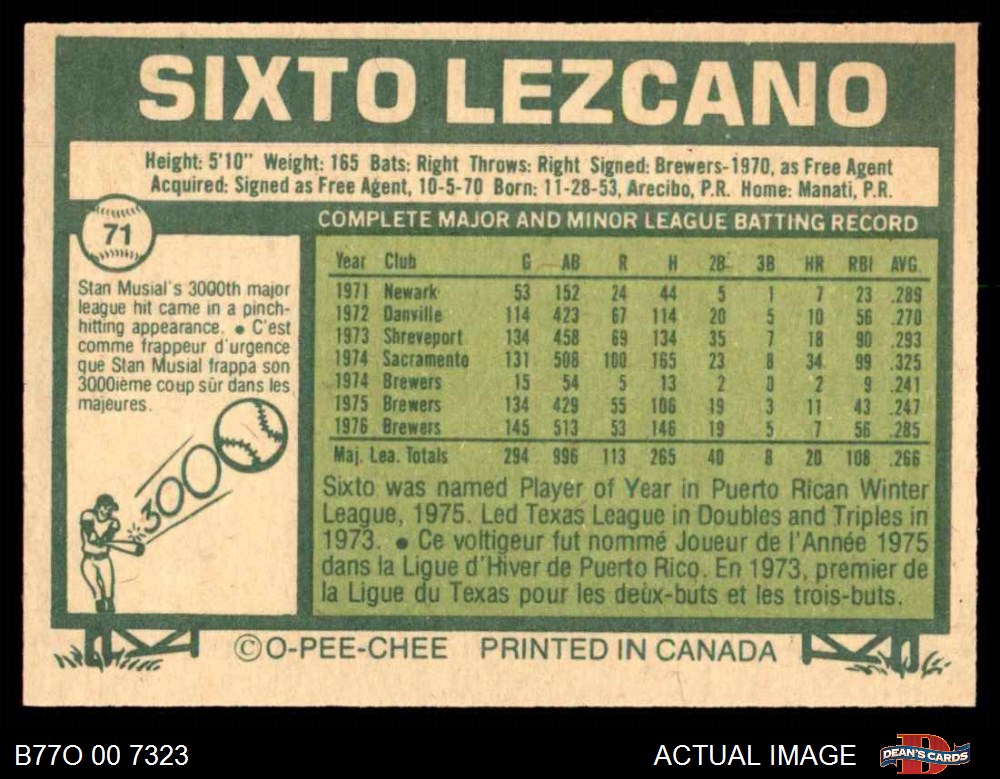 SIXTO LEZCANO
Height: 5'10" Weight: 165 Bats: Right Throws: Right Signed: Brewers-1970, as Free Agent
Acquired: Signed as Free Agent, 10-5-70 Born: 11-28-53, Arecibo, P.R. Home: Manati, P.R.
71
Stan Musial's 3000th major
league hit came in a pinch-
hitting appearance. • C'est
comme frappeur d'urgence
que Stan Musial frappa son
3000ième coup sûr dans les
majeures.
3000
COMPLETE MAJOR AND MINOR LEAGUE BATTING RECORD
Year Club G AB R H 2B 3B HR RBI AVG.
1971 Newark 53 152 24 44 5 1 7 23 .289
1972 Danville 114 423 67 114 20 5 10 56 .270
1973 Shreveport 134 458 69 134 35 7 18 90 .293
1974 Sacramento 131 508 100 165 23 8 34 99 .325
1974 Brewers 15 54 5 13 2 0 2 9 .241
1975 Brewers 134 429 55 106 19 3 11 43 .247
1976 Brewers 145 513 53 146 19 5 7 56 .285
Maj. Lea. Totals 294 996 113 265 40 8 20 108 .266
Sixto was named Player of Year in Puerto Rican Winter
League, 1975. Led Texas League in Doubles and Triples in
1973. • Ce voltigeur fut nommé Joueur de l'Année 1975
dans la Ligue d'Hiver de Puerto Rico. En 1973, premier de
la Ligue du Texas pour les deux-buts et les trois-buts.
©O-PEE-CHEE PRINTED IN CANADA
B77O 00 7323
ACTUAL IMAGE
D
DEAN'S CARDS